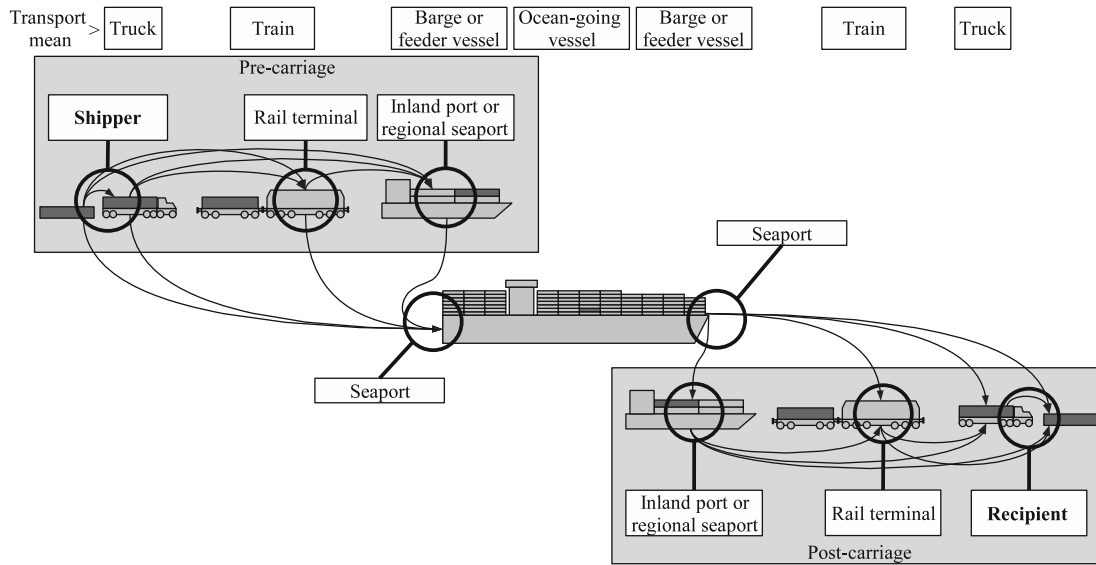 Transport
mean > Truck
Train
Barge or
feeder vessel
Ocean-going
vessel
Barge or
feeder vessel
Train
Truck
Pre-carriage
Shipper
Rail terminal
Inland port or
regional seaport
Seaport
Seaport
Inland port or
regional seaport
Rail terminal
Recipient
Post-carriage